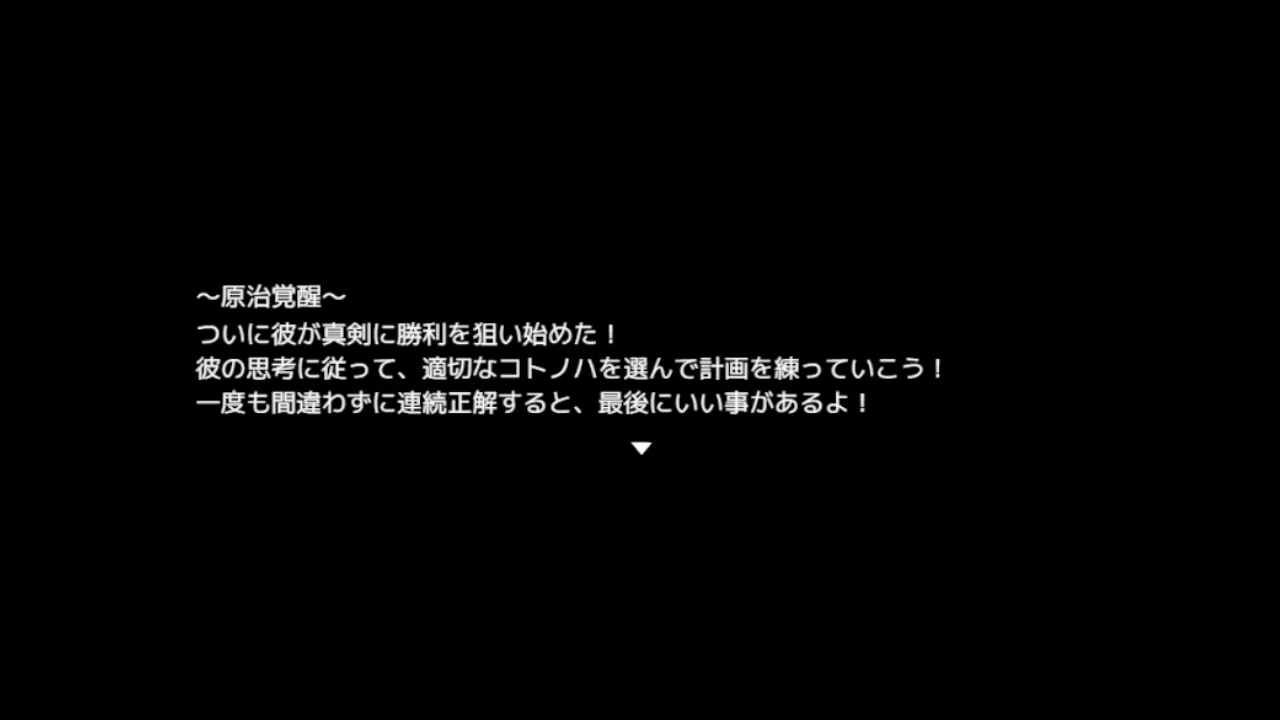 ～原治覚醒～
ついに彼が真剣に勝利を狙い始めた！
彼の思考に従って、適切なコトノハを選んで計画を練っていこう！
一度も間違わずに連続正解すると、最後にいい事があるよ！